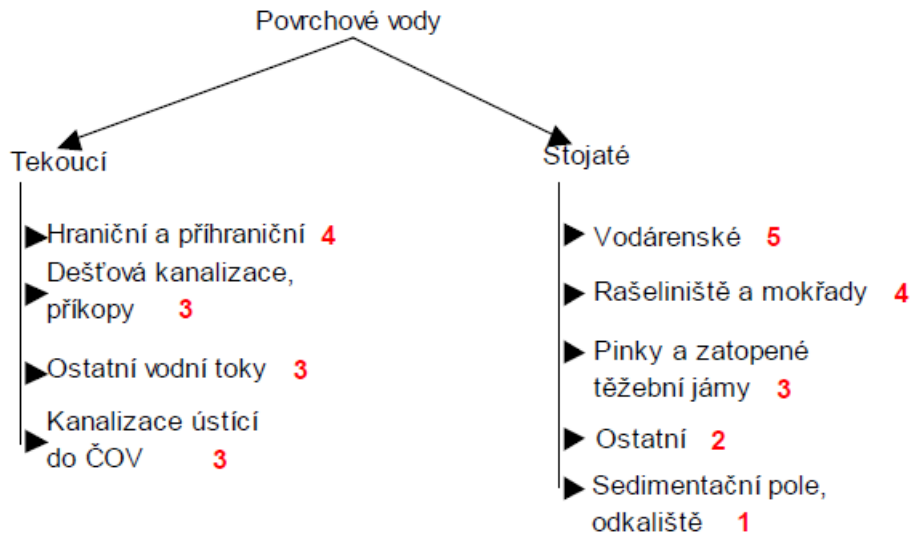 Povrchové vody
Tekoucí
Hraniční a příhraniční 4
Dešťová kanalizace,
příkopy 3
Ostatní vodní toky 3
Kanalizace ústící
do ČOV 3
Stojaté
Vodárenské 5
Rašeliniště a mokřady 4
Pinky a zatopené
těžební jámy 3
Ostatní 2
Sedimentační pole,
odkaliště 1